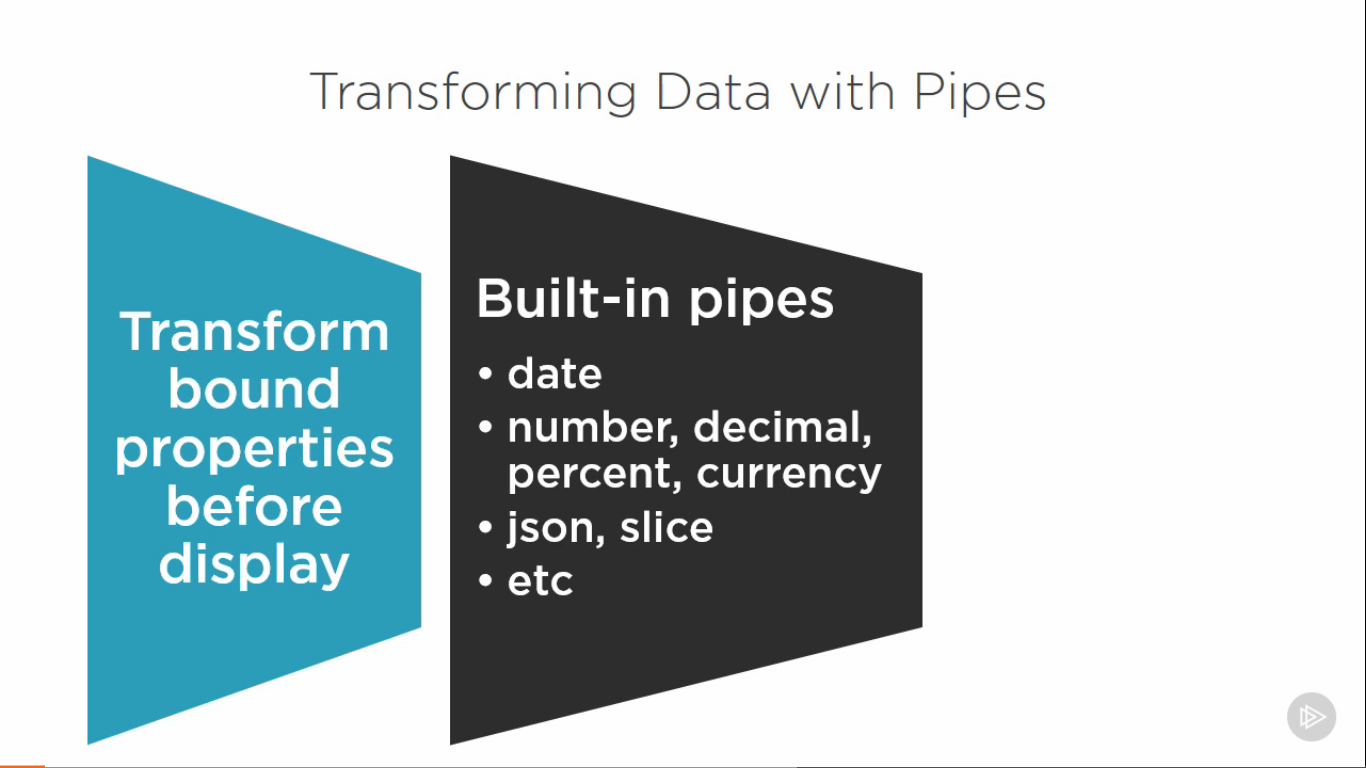 Transforming Data with Pipes
Transform
bound
properties
before
display
Built-in pipes
• date
• number, decimal,
percent, currency
• json, slice
• etc